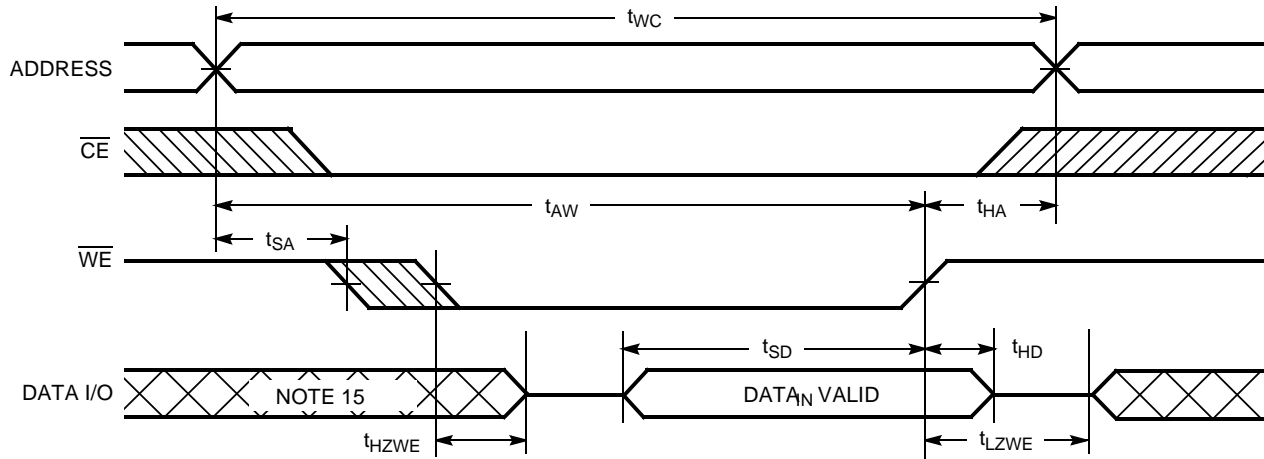 tWC
ADDRESS
CE
tAW
tHA
tSA
WE
tSD
tHD
DATA I/O
NOTE 15
DATAIN VALID
tHZWE
tLZWE